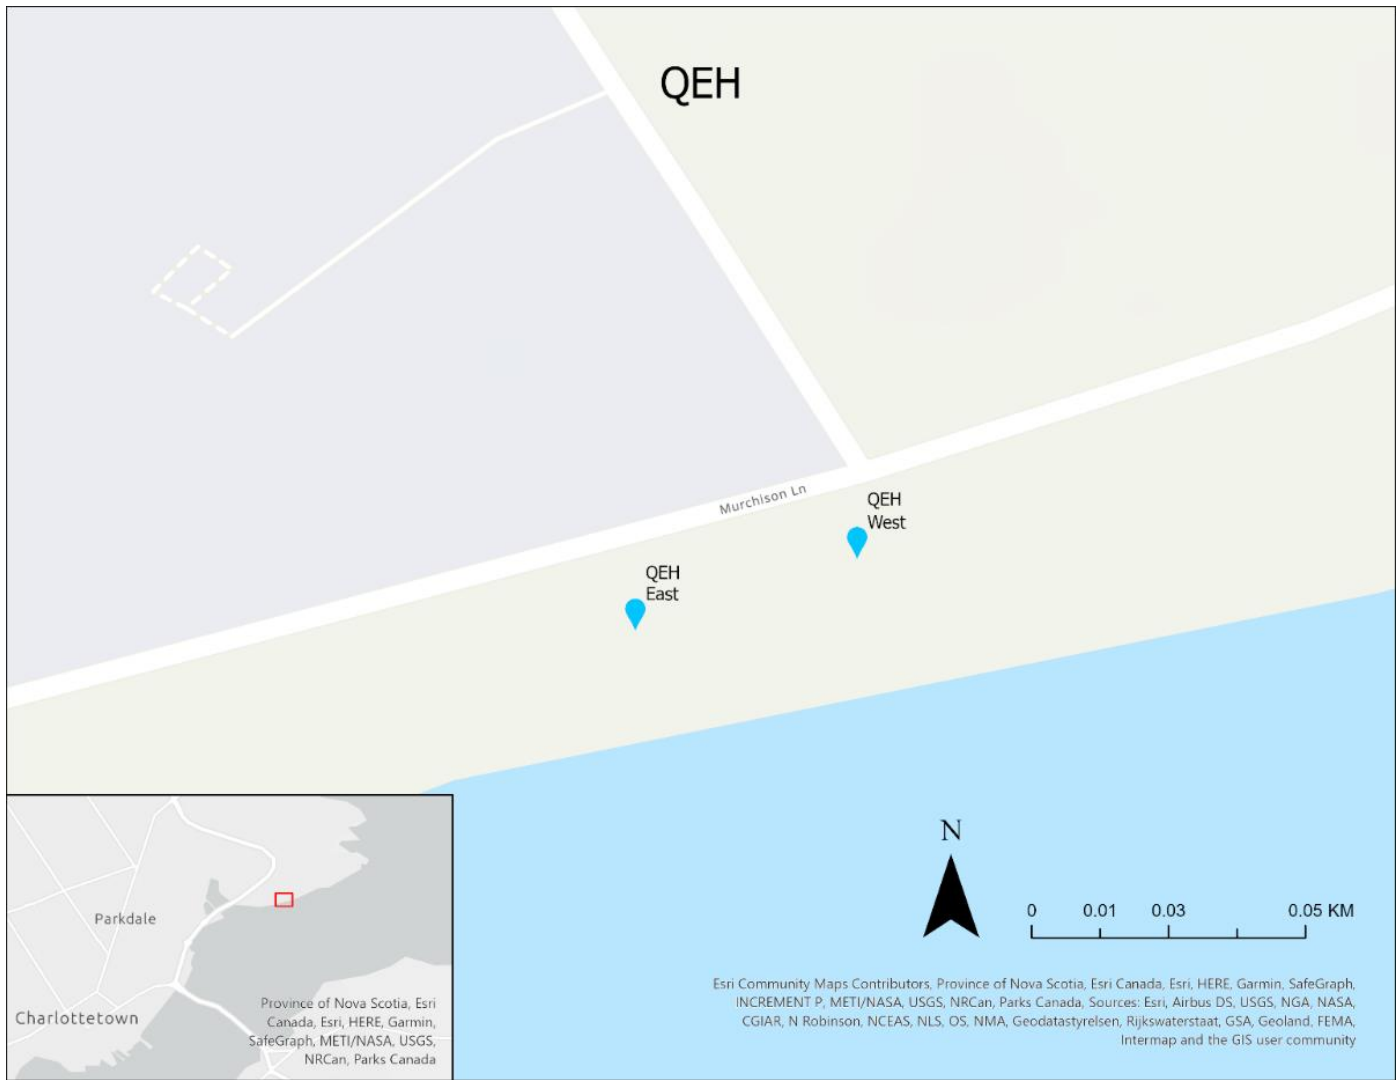 QEH
Murchison Ln
QEH
West
QEH
East
N
0 0.01 0.03 0.05 KM
Parkdale
Charlottetown
Province of Nova Scotia, Esri
Canada, Esri, HERE, Garmin,
SafeGraph, METI/NASA, USGS,
NRCan, Parks Canada
Esri Community Maps Contributors, Province of Nova Scotia, Esri Canada, Esri, HERE, Garmin, SafeGraph,
INCREMENT P, METI/NASA, USGS, NRCan, Parks Canada, Sources: Esri, Airbus DS, USGS, NGA, NASA,
CGIAR, N Robinson, NCEAS, NLS, OS, NMA, Geodatastyrelsen, Rijkswaterstaat, GSA, Geoland, FEMA,
Intermap and the GIS user community